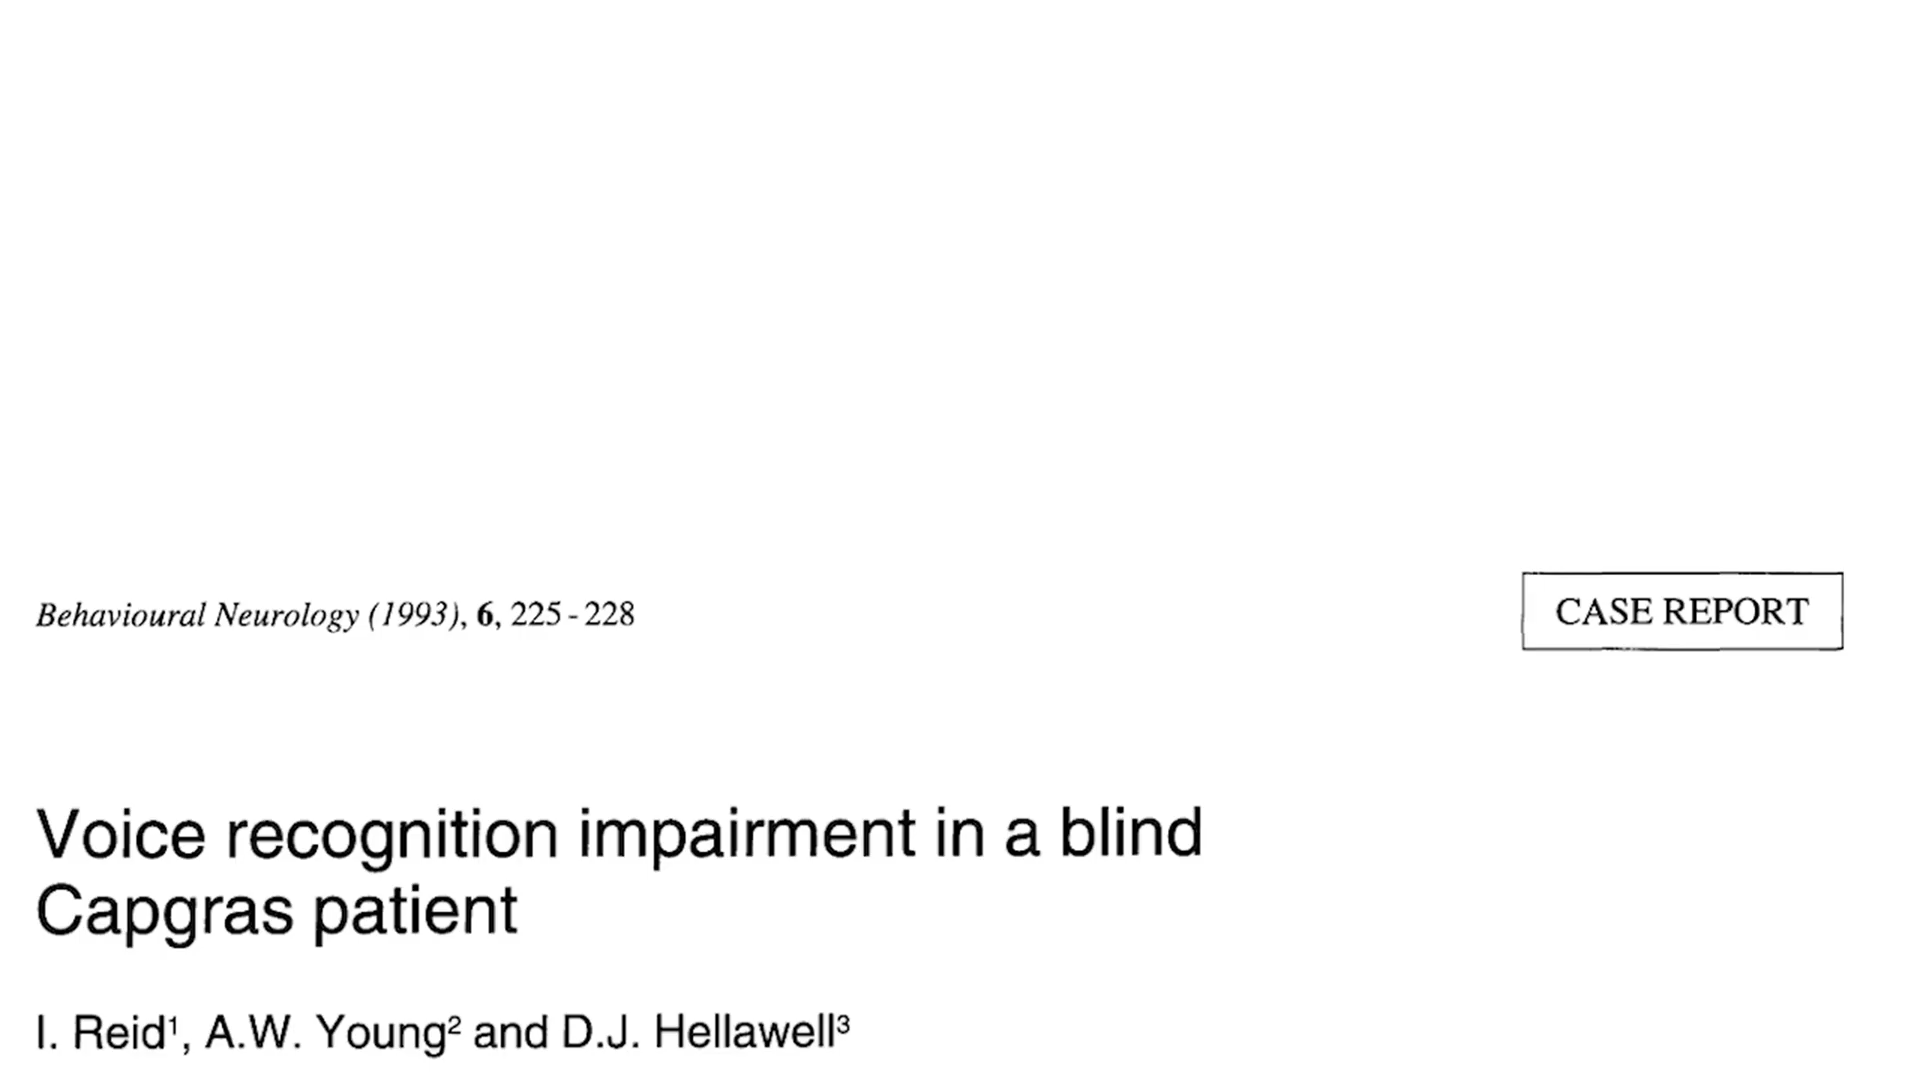 Behavioural Neurology (1993), 6, 225 - 228
CASE REPORT
Voice recognition impairment in a blind
Capgras patient
I. Reid¹, A.W. Young² and D.J. Hellawell³